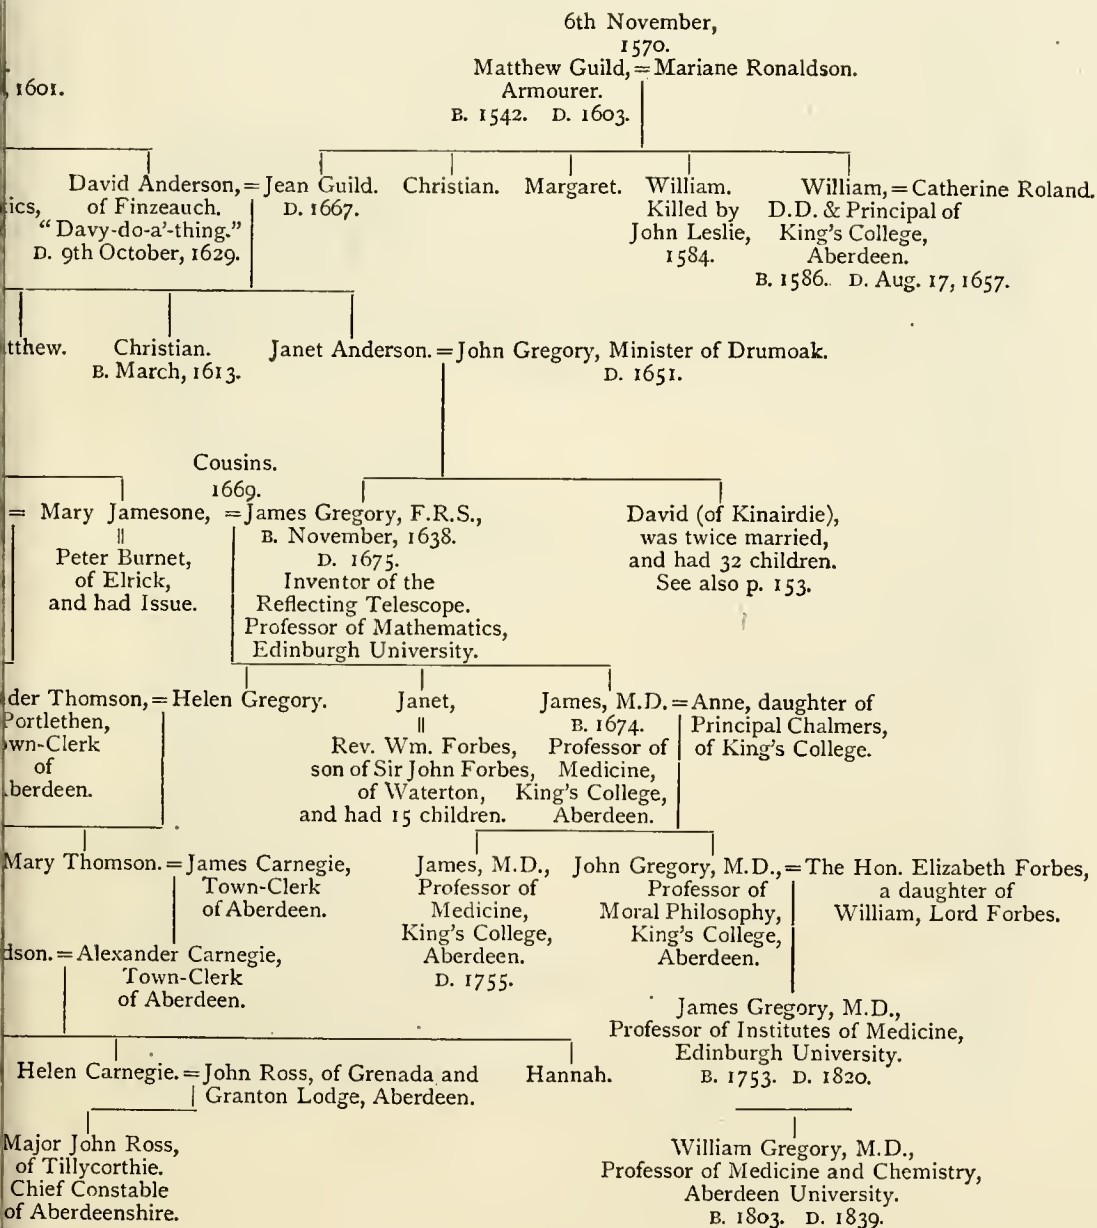 6th November,
1570.
Matthew Guild, = Mariane Ronaldson.
Armourer.
B. 1542. D. 1603.
, 1601.
David Anderson, = Jean Guild. Christian. Margaret. William. William, = Catherine Roland.
ics, of Finzeauch. D. 1667. Killed by D.D. & Principal of
"Davy-do-a'-thing." John Leslie, King's College,
D. 9th October, 1629. 1584. Aberdeen.
B. 1586. D. Aug. 17, 1657.
tthew. Christian. Janet Anderson. = John Gregory, Minister of Drumoak.
B. March, 1613. D. 1651.
Cousins.
1669.
= Mary Jamesone, = James Gregory, F.R.S., David (of Kinairdie),
|| B. November, 1638. was twice married,
Peter Burnet, D. 1675. and had 32 children.
of Elrick, Inventor of the See also p. 153.
and had Issue. Reflecting Telescope.
Professor of Mathematics,
Edinburgh University.
der Thomson, = Helen Gregory. Janet, James, M.D. = Anne, daughter of
Portlethen, || B. 1674. Principal Chalmers,
wn-Clerk Rev. Wm. Forbes, Professor of of King's College.
of son of Sir John Forbes, Medicine,
berdeen. of Waterton, King's College,
and had 15 children. Aberdeen.
Mary Thomson. = James Carnegie, James, M.D., John Gregory, M.D., = The Hon. Elizabeth Forbes,
Town-Clerk Professor of Professor of a daughter of
of Aberdeen. Medicine, Moral Philosophy, William, Lord Forbes.
King's College, King's College,
dson. = Alexander Carnegie, Aberdeen. Aberdeen.
Town-Clerk D. 1755.
of Aberdeen.
James Gregory, M.D.,
Professor of Institutes of Medicine,
Edinburgh University.
Helen Carnegie. = John Ross, of Grenada and Hannah. B. 1753. D. 1820.
Granton Lodge, Aberdeen.
Major John Ross, William Gregory, M.D.,
of Tillycorthie. Professor of Medicine and Chemistry,
Chief Constable Aberdeen University.
of Aberdeenshire. B. 1803. D. 1839.